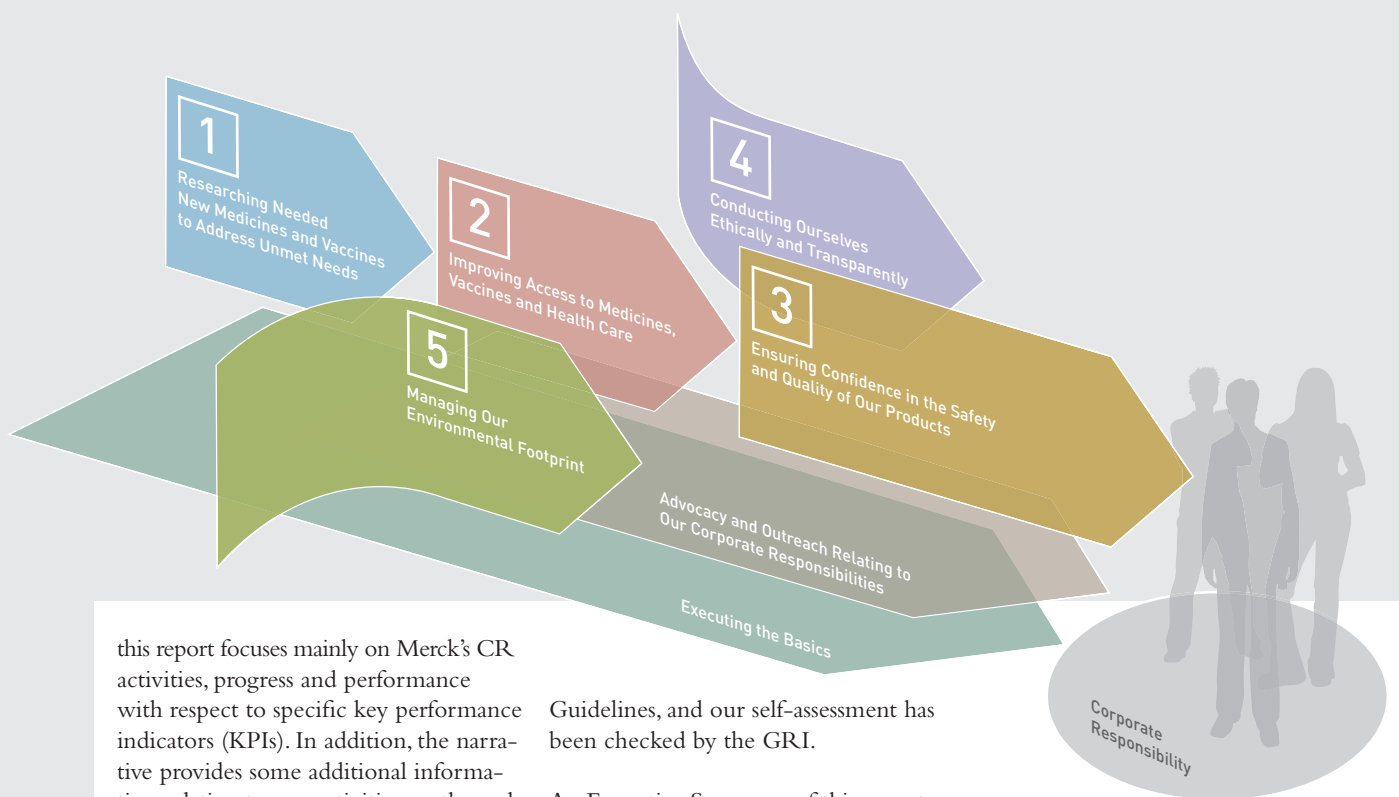 1
Researching Needed
New Medicines and Vaccines
to Address Unmet Needs
2
Improving Access to Medicines,
Vaccines and Health Care
4
Conducting Ourselves
Ethically and Transparently
3
Ensuring Confidence in the Safety
and Quality of Our Products
5
Managing Our
Environmental Footprint
Advocacy and Outreach Relating to
Our Corporate Responsibilities
Executing the Basics
Corporate
Responsibility
this report focuses mainly on Merck's CR
activities, progress and performance
with respect to specific key performance
indicators (KPIs). In addition, the narra-
tive provides some additional informa-
Guidelines, and our self-assessment has
been checked by the GRI.